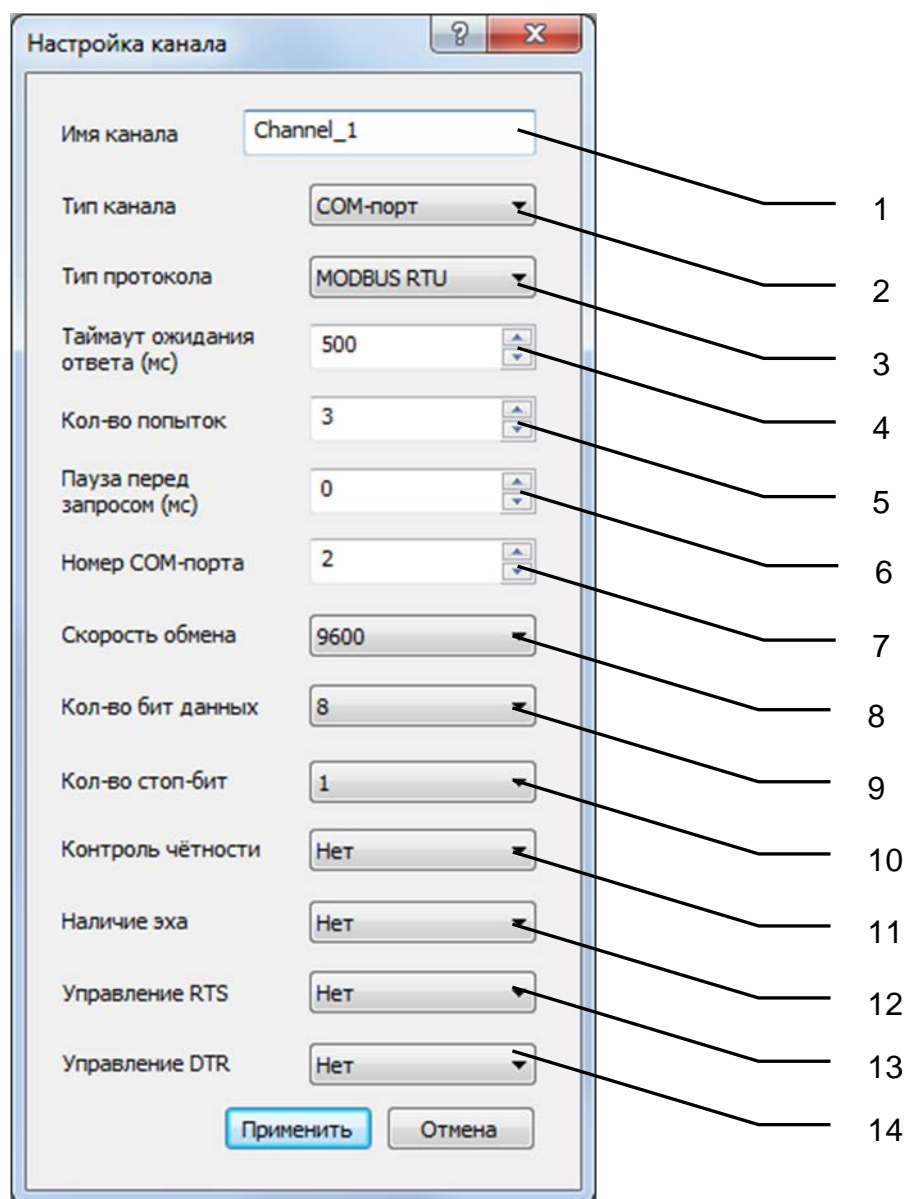 Настройка канала
Имя канала Channel_1
1
Тип канала COM-порт
2
Тип протокола MODBUS RTU
3
Таймаут ожидания
ответа (мс) 500
4
Кол-во попыток 3
5
Пауза перед
запросом (мс) 0
6
Номер COM-порта 2
7
Скорость обмена 9600
8
Кол-во бит данных 8
9
Кол-во стоп-бит 1
10
Контроль чётности Нет
11
Наличие эха Нет
12
Управление RTS Нет
13
Управление DTR Нет
14
Применить Отмена